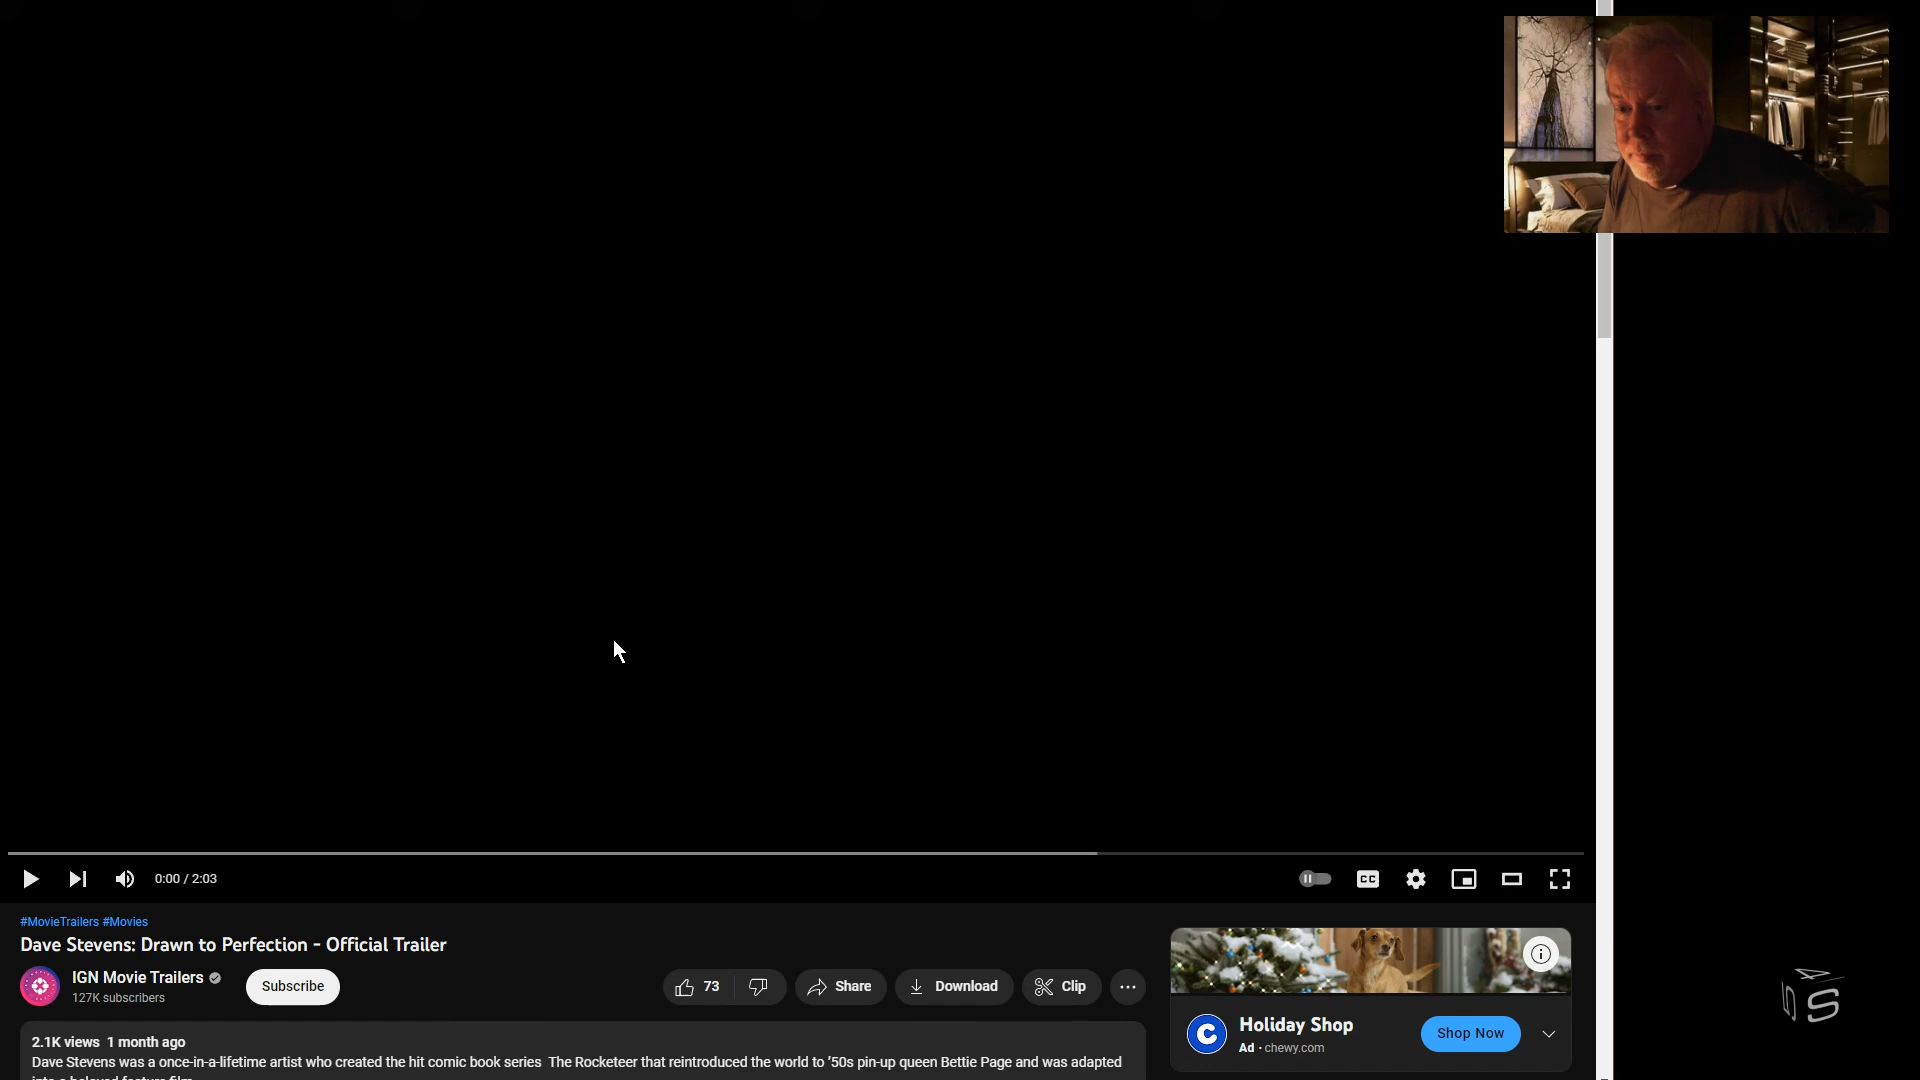 0:00 / 2:03
CC
#MovieTrailers #Movies
Dave Stevens: Drawn to Perfection - Official Trailer
IGN Movie Trailers
127K subscribers
Subscribe
73
Share
Download
Clip
Holiday Shop
Ad · chewy.com
Shop Now
2.1K views 1 month ago
Dave Stevens was a once-in-a-lifetime artist who created the hit comic book series The Rocketeer that reintroduced the world to '50s pin-up queen Bettie Page and was adapted